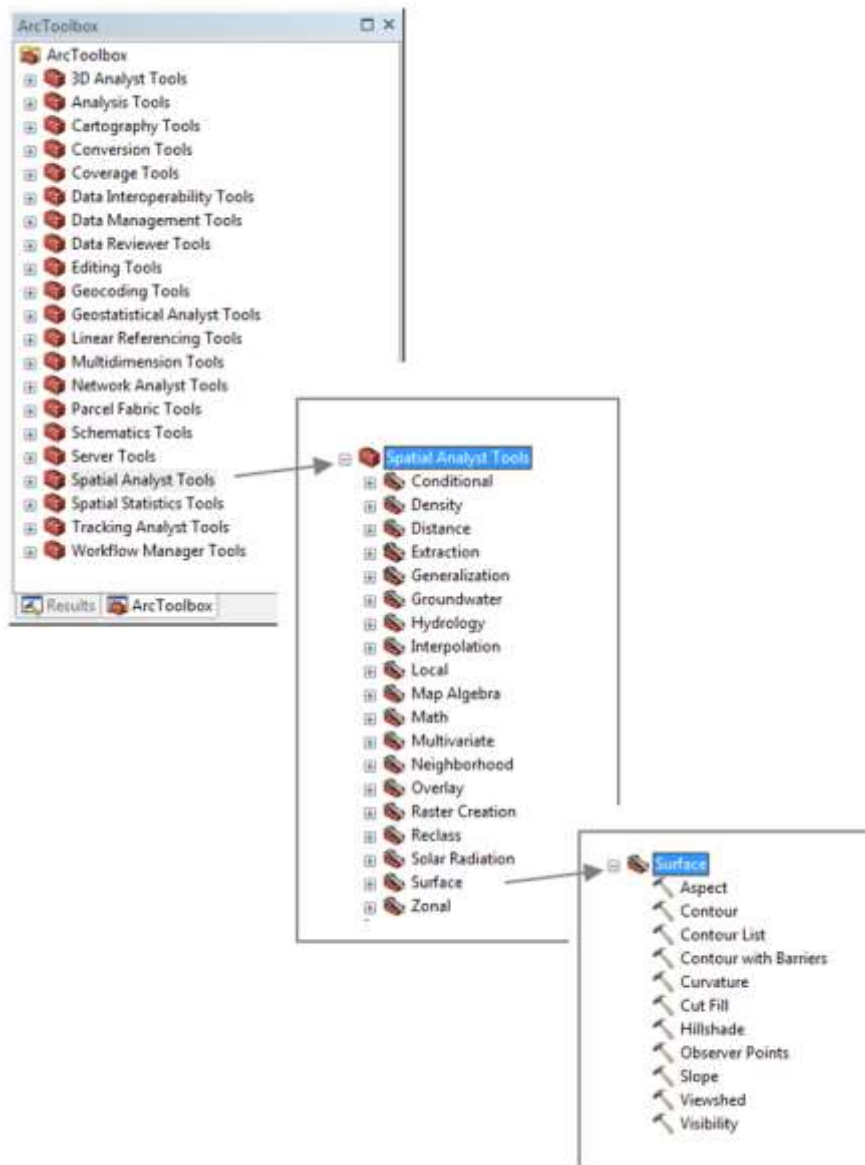 ArcToolbox
ArcToolbox
3D Analyst Tools
Analysis Tools
Cartography Tools
Conversion Tools
Coverage Tools
Data Interoperability Tools
Data Management Tools
Data Reviewer Tools
Editing Tools
Geocoding Tools
Geostatistical Analyst Tools
Linear Referencing Tools
Multidimension Tools
Network Analyst Tools
Parcel Fabric Tools
Schematics Tools
Server Tools
Spatial Analyst Tools
Spatial Statistics Tools
Tracking Analyst Tools
Workflow Manager Tools
Results ArcToolbox
Spatial Analyst Tools
Conditional
Density
Distance
Extraction
Generalization
Groundwater
Hydrology
Interpolation
Local
Map Algebra
Math
Multivariate
Neighborhood
Overlay
Raster Creation
Reclass
Solar Radiation
Surface
Zonal
Surface
Aspect
Contour
Contour List
Contour with Barriers
Curvature
Cut Fill
Hillshade
Observer Points
Slope
Viewshed
Visibility